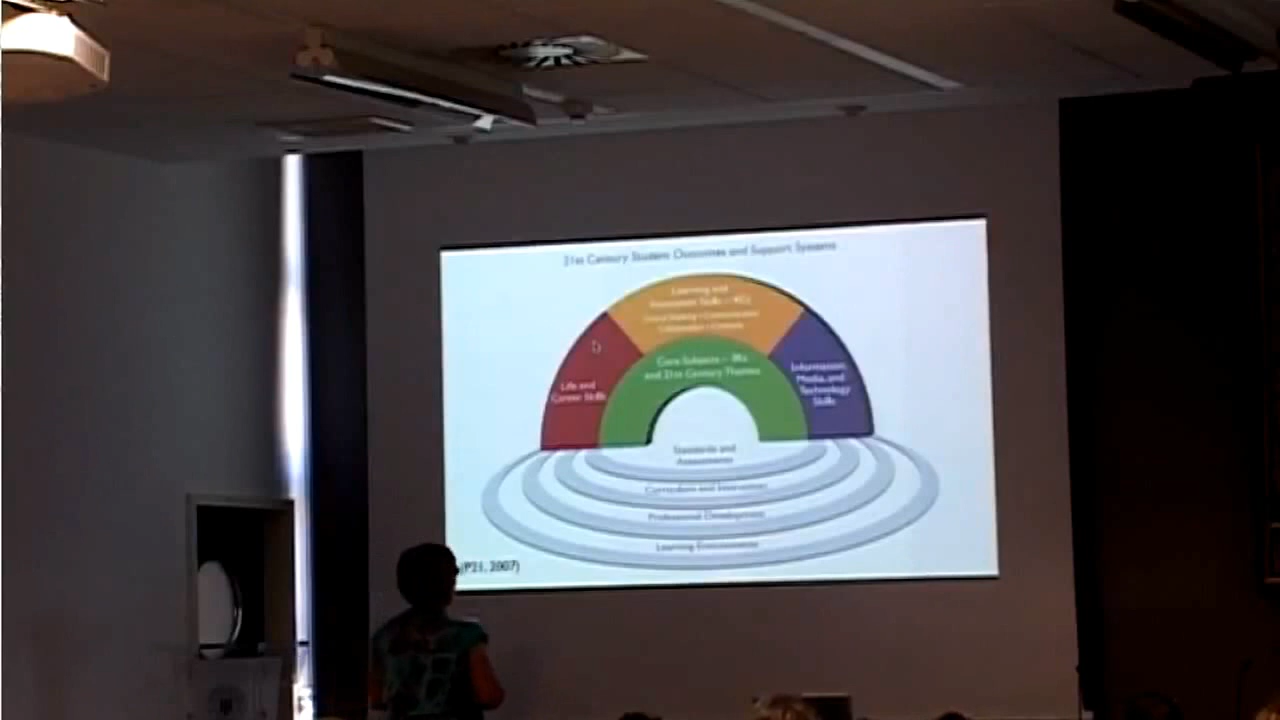 21st Century Student Outcomes and Support Systems
Learning and
Innovation Skills – 4Cs
Critical thinking • Communication
Collaboration • Creativity
Core Subjects – 3Rs
and 21st Century Themes
Life and
Career Skills
Information,
Media, and
Technology
Skills
Standards and
Assessments
Curriculum and Instruction
Professional Development
Learning Environments
(P21, 2007)